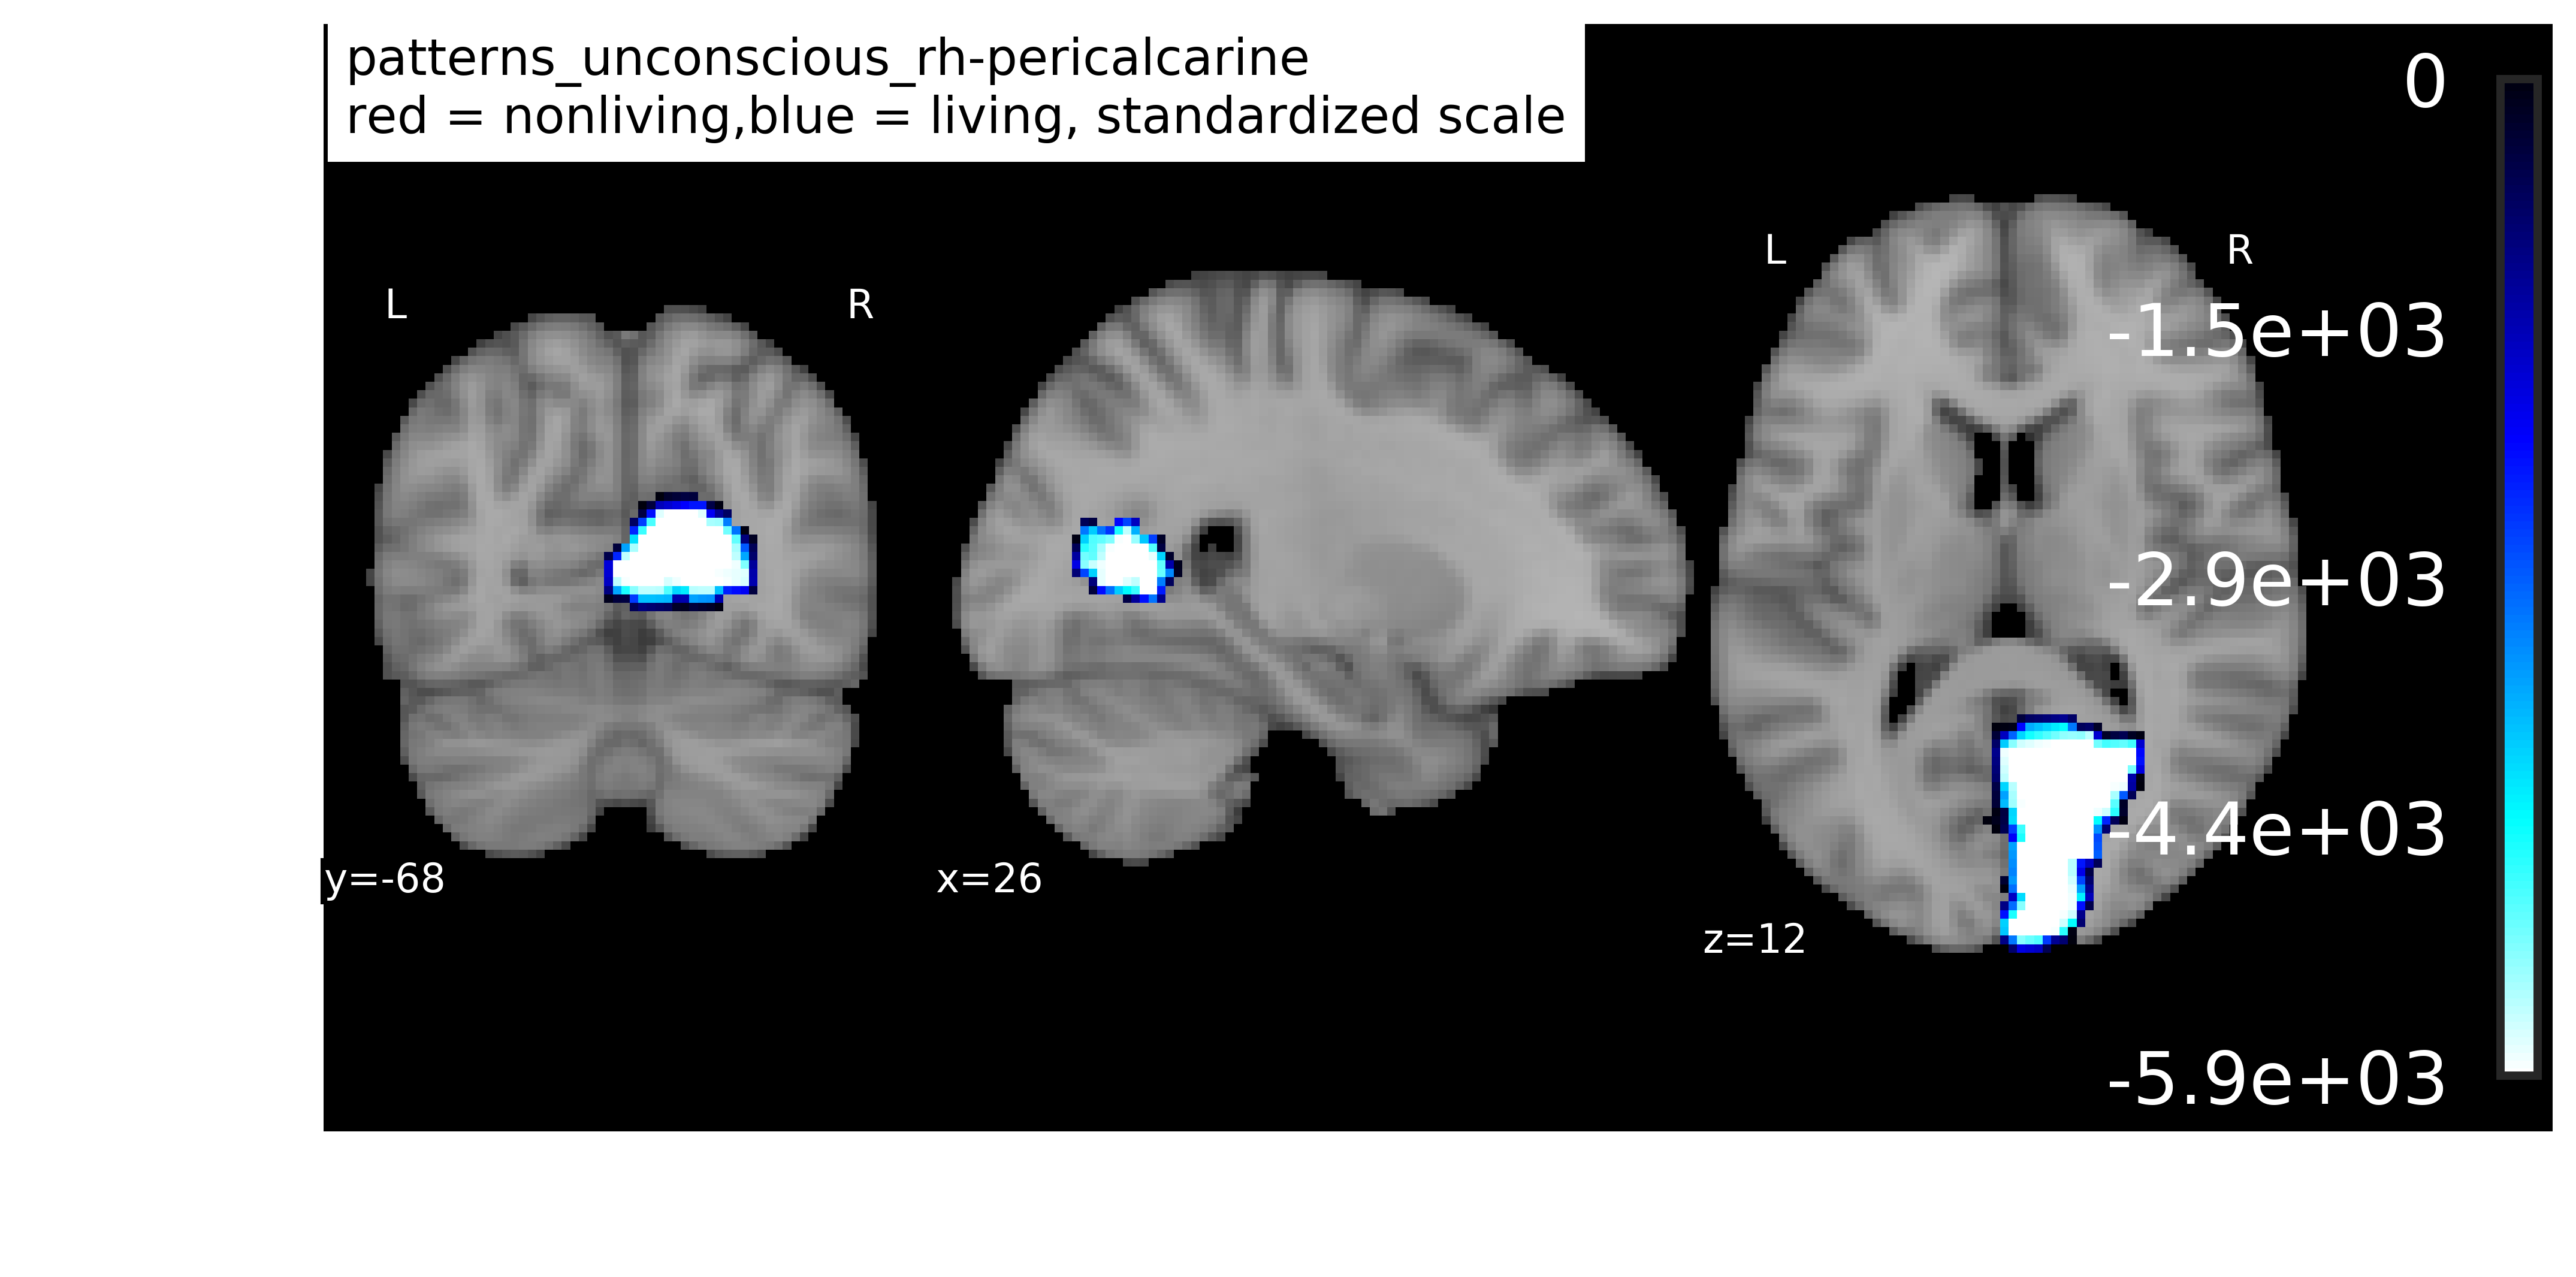 patterns_unconscious_rh-pericalcarine
red = nonliving,blue = living, standardized scale
0
L
R
-1.5e+03
L
R
-2.9e+03
-4.4e+03
y=-68
x=26
z=12
-5.9e+03